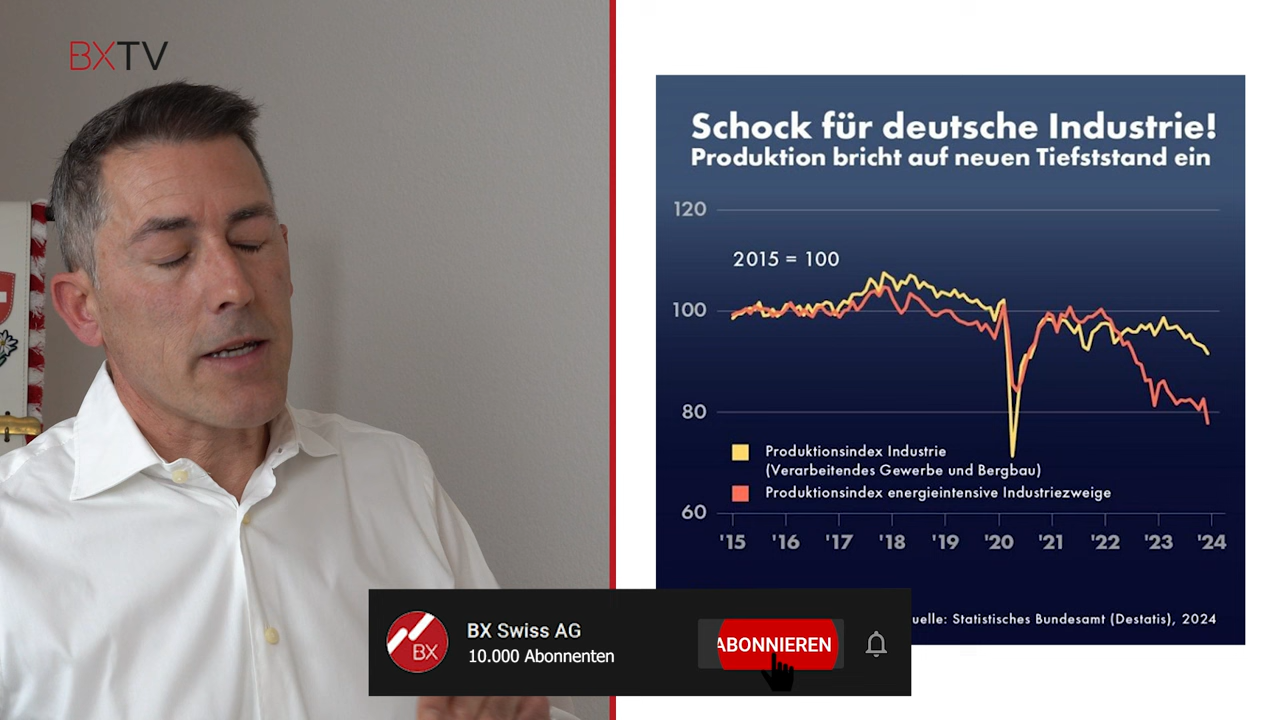 BXTV
Schock für deutsche Industrie!
Produktion bricht auf neuen Tiefststand ein
120
2015 = 100
100
80
Produktionsindex Industrie
(Verarbeitendes Gewerbe und Bergbau)
Produktionsindex energieintensive Industriezweige
60
'15 '16 '17 '18 '19 '20 '21 '22 '23 '24
Statistisches Bundesamt (Destatis), 2024
BX
BX Swiss AG
10.000 Abonnenten
ABONNIEREN